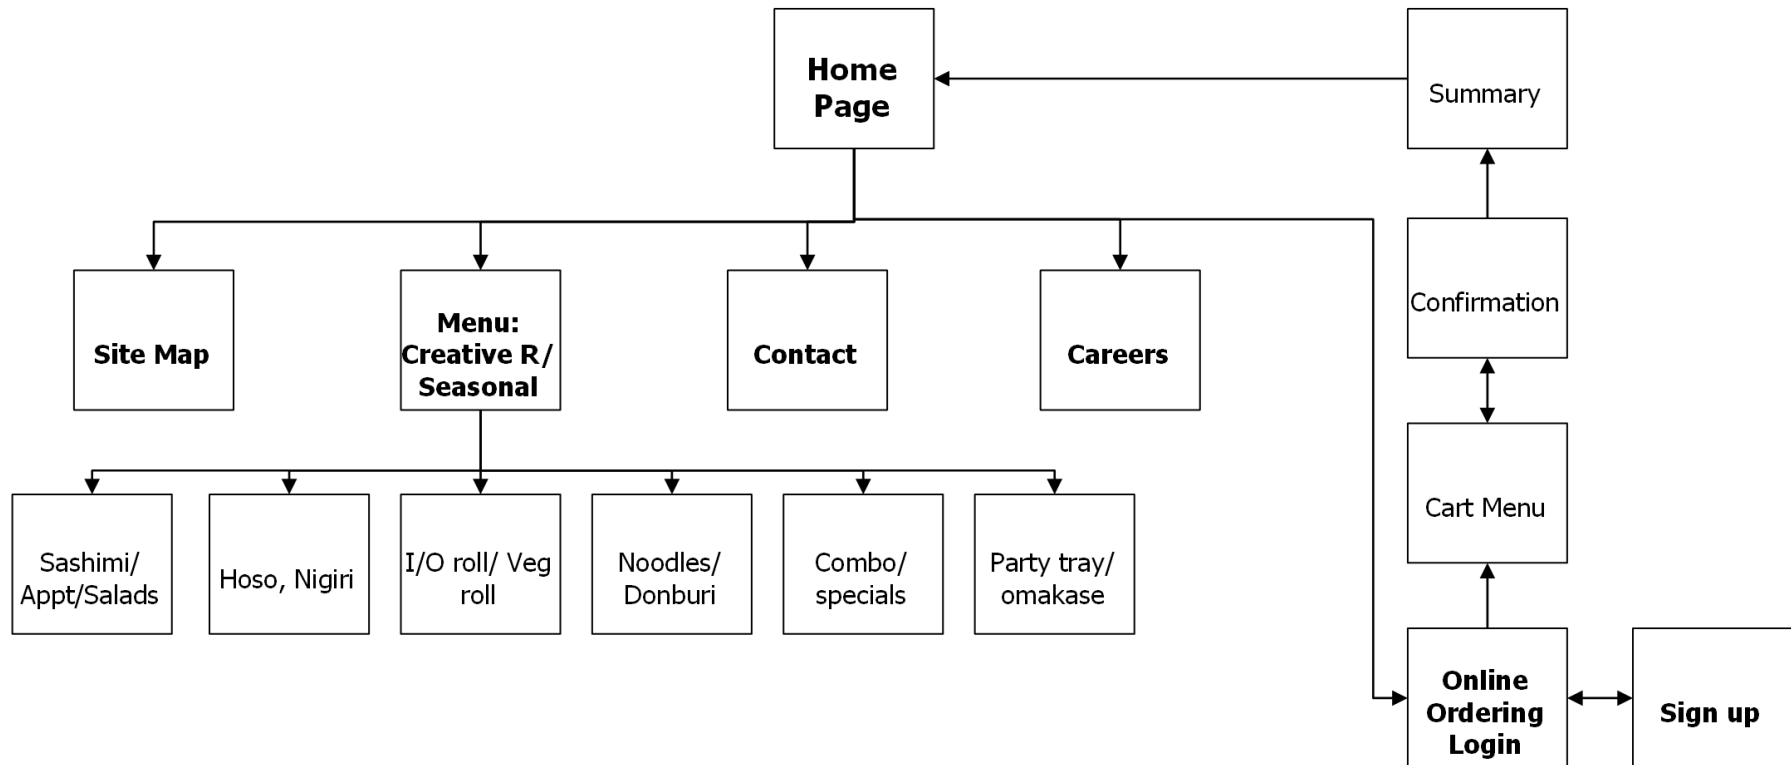 Home
Page
Summary
Confirmation
Site Map
Menu:
Creative R/
Seasonal
Contact
Careers
Cart Menu
Sashimi/
Appt/Salads
Hoso, Nigiri
I/O roll/ Veg
roll
Noodles/
Donburi
Combo/
specials
Party tray/
omakase
Online
Ordering
Login
Sign up